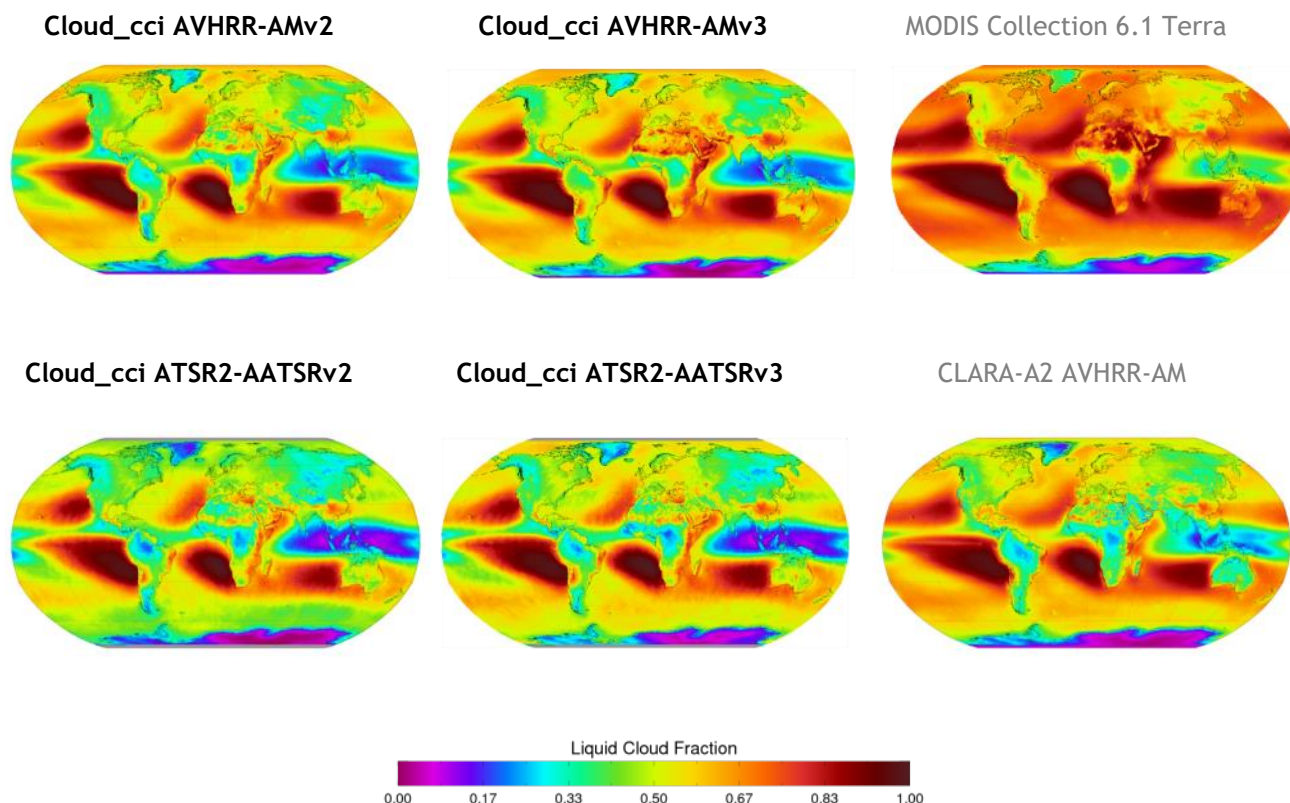 Cloud_cci AVHRR-AMv2
Cloud_cci AVHRR-AMv3
MODIS Collection 6.1 Terra
Cloud_cci ATSR2-AATSRv2
Cloud_cci ATSR2-AATSRv3
CLARA-A2 AVHRR-AM
Liquid Cloud Fraction
0.00 0.17 0.33 0.50 0.67 0.83 1.00